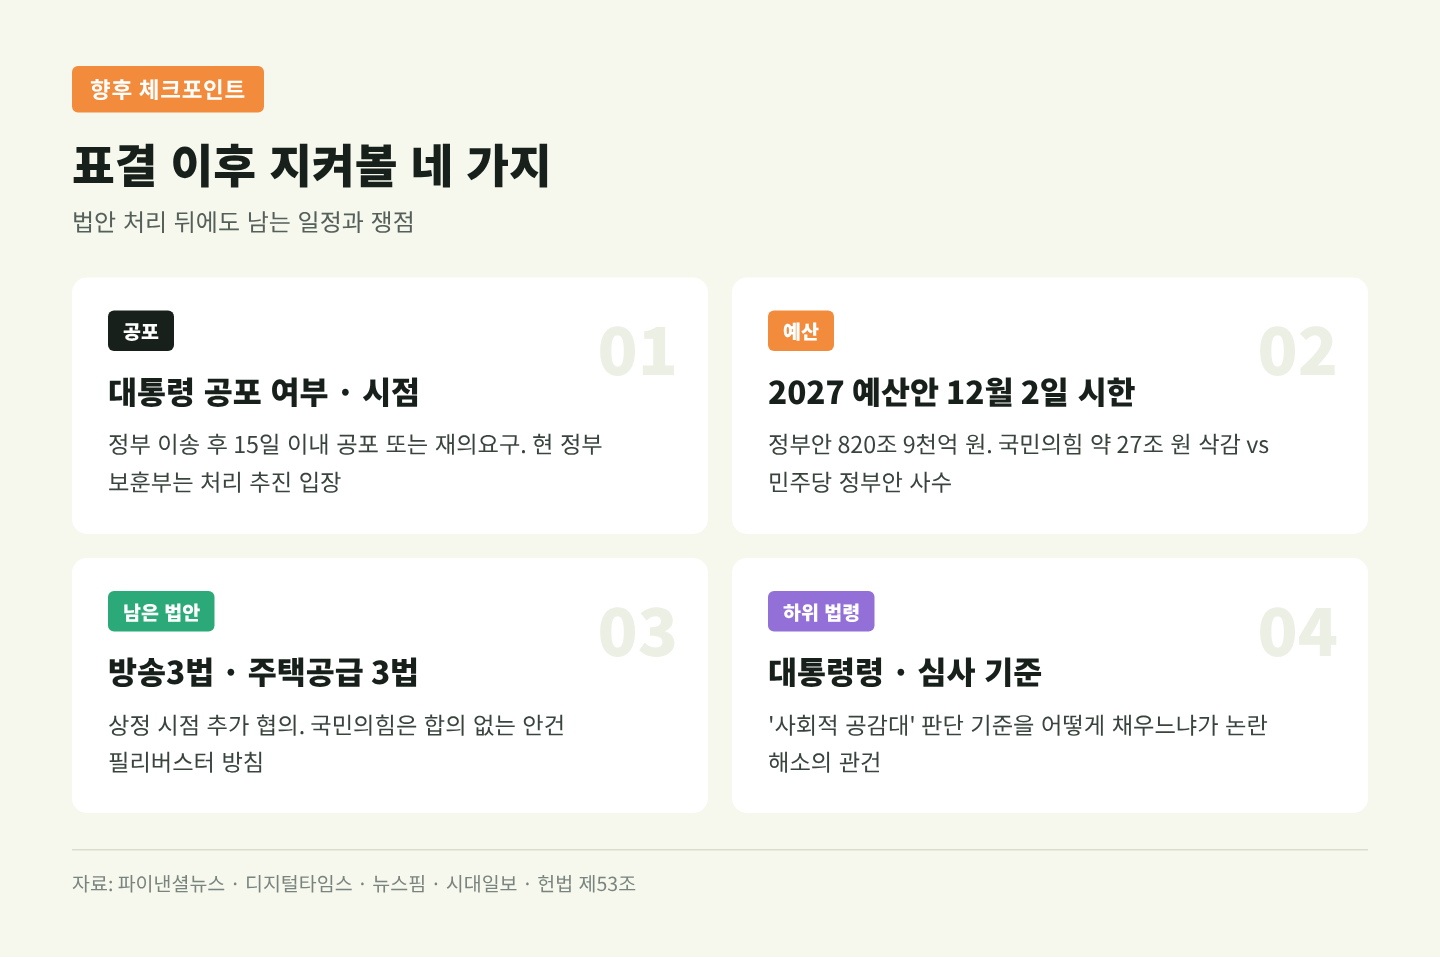 향후 체크포인트
표결 이후 지켜볼 네 가지
법안 처리 뒤에도 남는 일정과 쟁점
공포
01
대통령 공포 여부 · 시점
정부 이송 후 15일 이내 공포 또는 재의요구. 현 정부
보훈부는 처리 추진 입장
예산
02
2027 예산안 12월 2일 시한
정부안 820조 9천억 원. 국민의힘 약 27조 원 삭감 vs
민주당 정부안 사수
남은 법안
03
방송3법 · 주택공급 3법
상정 시점 추가 협의. 국민의힘은 합의 없는 안건
필리버스터 방침
하위 법령
04
대통령령 · 심사 기준
'사회적 공감대' 판단 기준을 어떻게 채우느냐가 논란
해소의 관건
자료: 파이낸셜뉴스 · 디지털타임스 · 뉴스핌 · 시대일보 · 헌법 제53조